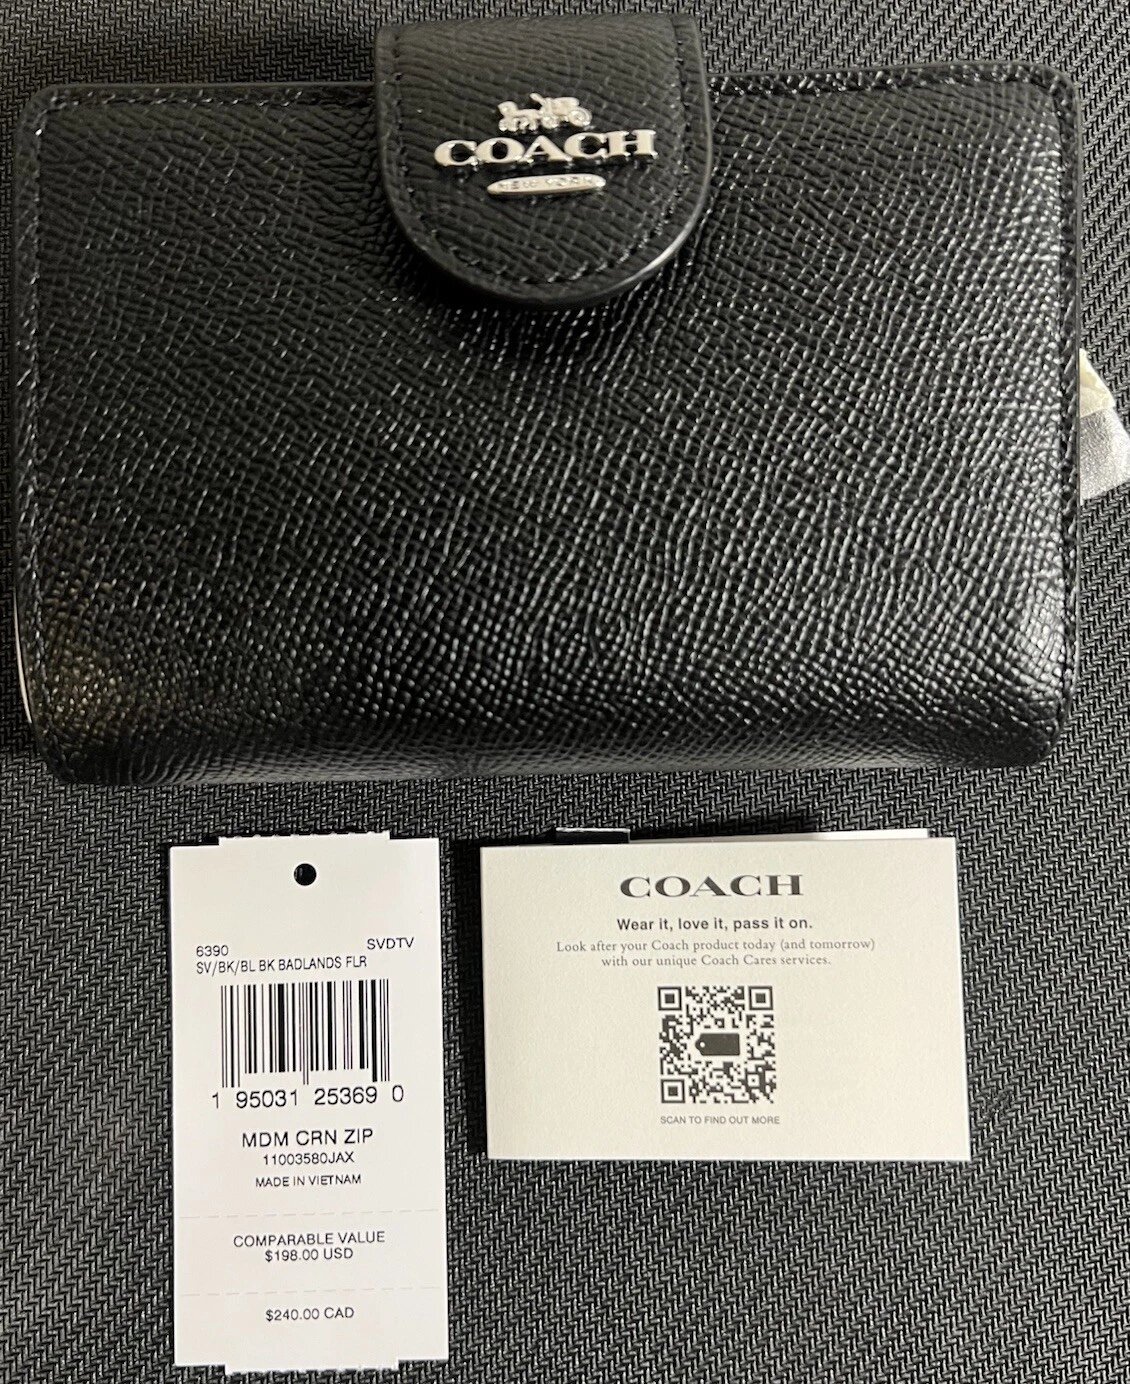 COACH
NEW YORK
6390 SVDTV
SV/BK/BL BK BADLANDS FLR
1 95031 25369 0
MDM CRN ZIP
11003580JAX
MADE IN VIETNAM
COMPARABLE VALUE
$198.00 USD
$240.00 CAD
COACH
Wear it, love it, pass it on.
Look after your Coach product today (and tomorrow)
with our unique Coach Cares services.
SCAN TO FIND OUT MORE